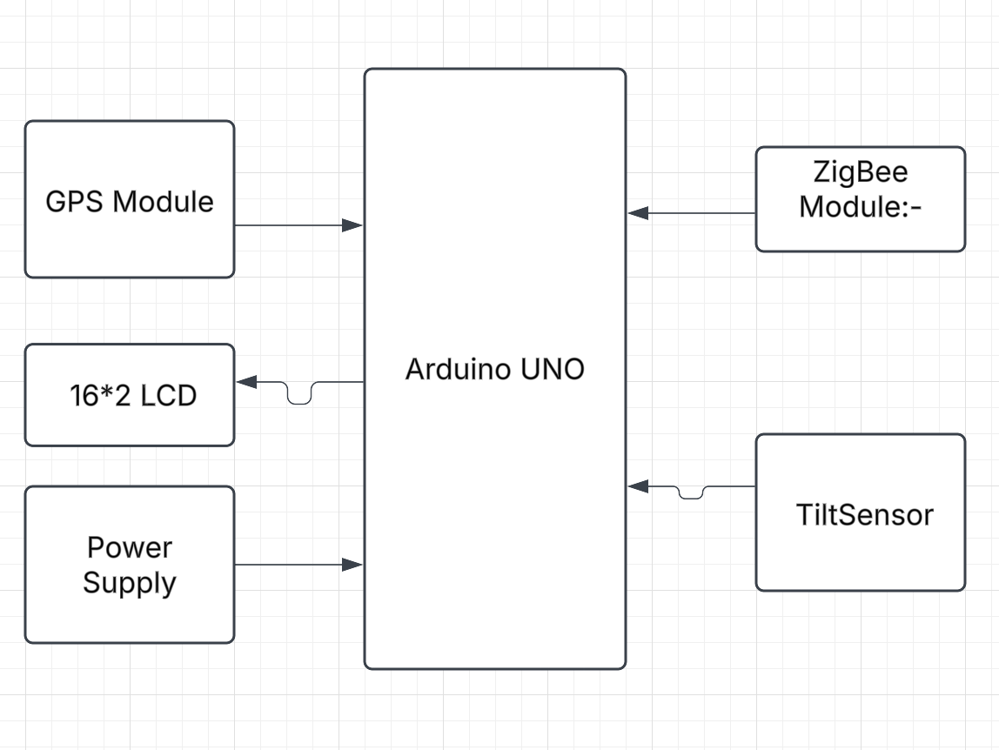 GPS Module
16*2 LCD
Power
Supply
Arduino UNO
ZigBee
Module:-
TiltSensor